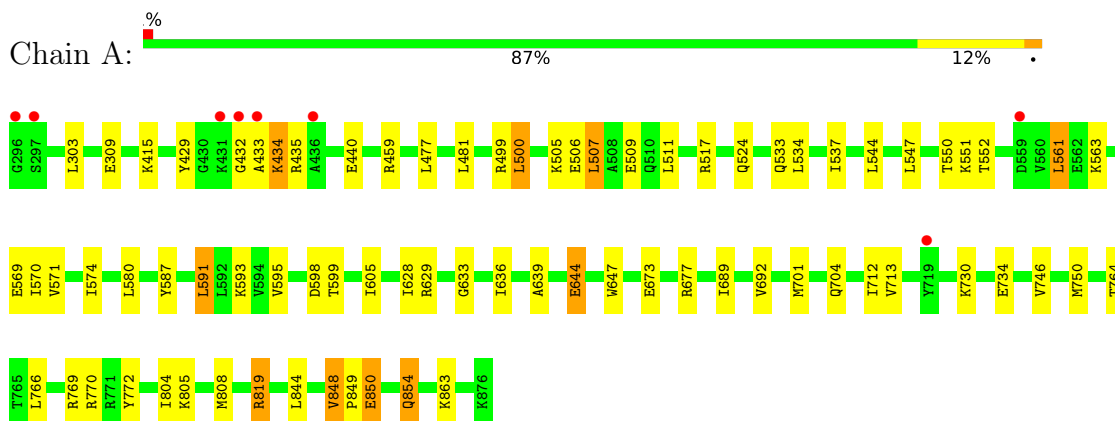 %
Chain A:
87% 12% •
G296 S297 L303 E309 K415 Y429 G430 K431 G432 A433 K434 R435 A436 E440 R459 L477 L481 R499 L500 K505 E506 L507 A508 E509 Q510 L511 R517 Q524 Q533 L534 I537 L544 L547 T550 K551 T552 D559 V560 L561 E562 K563
E569 I570 V571 I574 L580 Y587 L591 L592 K593 V594 V595 D598 T599 I605 I628 R629 G633 I636 A639 E644 W647 E673 R677 I689 V692 M701 Q704 I712 V713 Y719 K730 E734 V746 M750 T764
T765 L766 R769 R770 R771 Y772 I804 K805 M808 R819 L844 V848 P849 E850 Q854 K863 K876